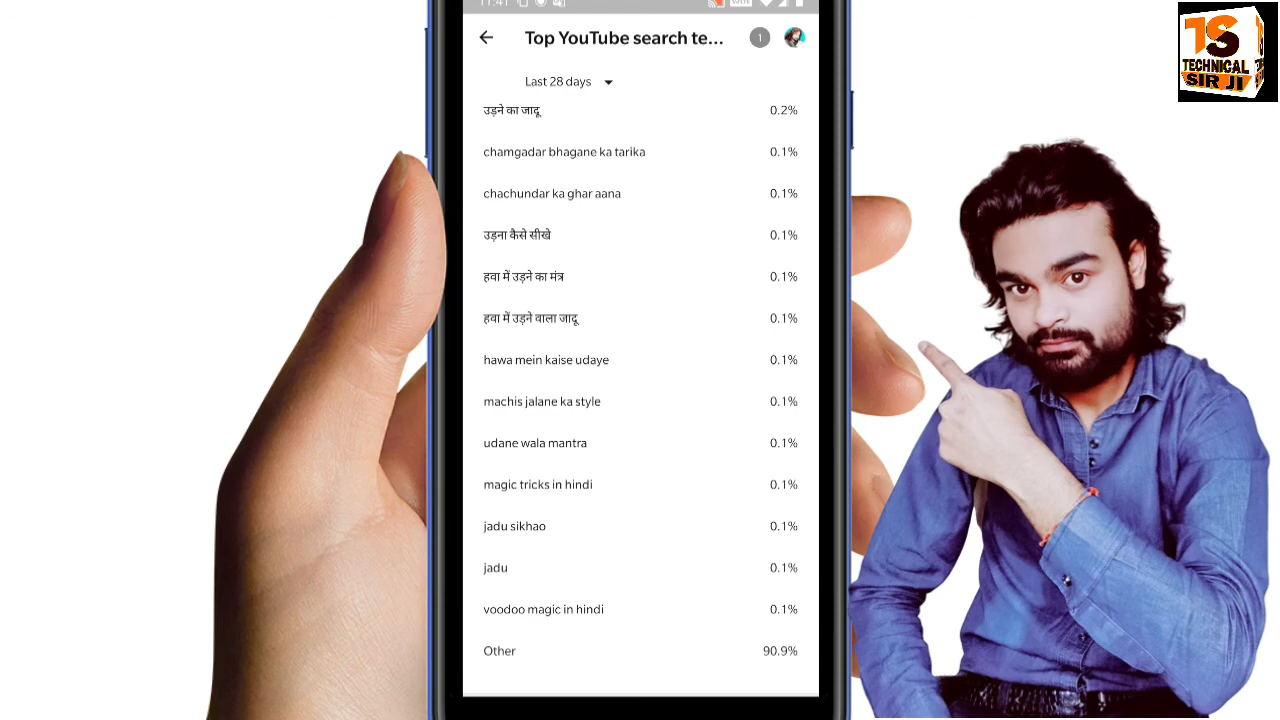 11:41
Top YouTube search te...
1
Last 28 days
उड़ने का जादू
0.2%
chamgadar bhagane ka tarika
0.1%
chachundar ka ghar aana
0.1%
उड़ना कैसे सीखे
0.1%
हवा में उड़ने का मंत्र
0.1%
हवा में उड़ने वाला जादू
0.1%
hawa mein kaise udaye
0.1%
machis jalane ka style
0.1%
udane wala mantra
0.1%
magic tricks in hindi
0.1%
jadu sikhao
0.1%
jadu
0.1%
voodoo magic in hindi
0.1%
Other
90.9%
TS
TECHNICAL
SIR JI